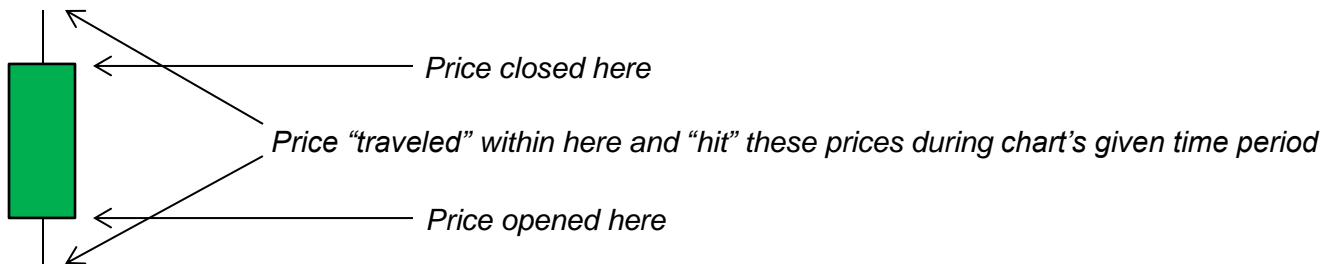 Price closed here
Price “traveled” within here and “hit” these prices during chart’s given time period
Price opened here